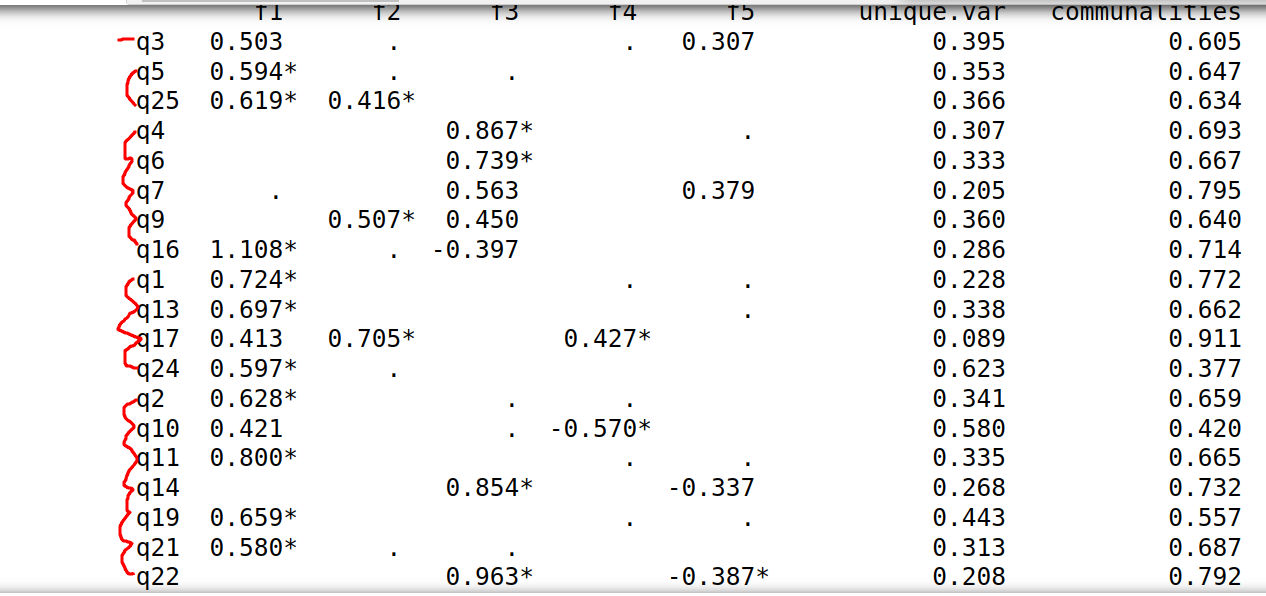 f1 f2 f3 f4 f5 unique.var communalities
q3 0.503 . . 0.307 0.395 0.605
q5 0.594* . . 0.353 0.647
q25 0.619* 0.416* 0.366 0.634
q4 0.867* . 0.307 0.693
q6 0.739* 0.333 0.667
q7 . 0.563 0.379 0.205 0.795
q9 0.507* 0.450 0.360 0.640
q16 1.108* . -0.397 0.286 0.714
q1 0.724* . . 0.228 0.772
q13 0.697* . 0.338 0.662
q17 0.413 0.705* 0.427* 0.089 0.911
q24 0.597* . 0.623 0.377
q2 0.628* . . 0.341 0.659
q10 0.421 . -0.570* 0.580 0.420
q11 0.800* . . 0.335 0.665
q14 0.854* -0.337 0.268 0.732
q19 0.659* . . 0.443 0.557
q21 0.580* . . 0.313 0.687
q22 0.963* -0.387* 0.208 0.792